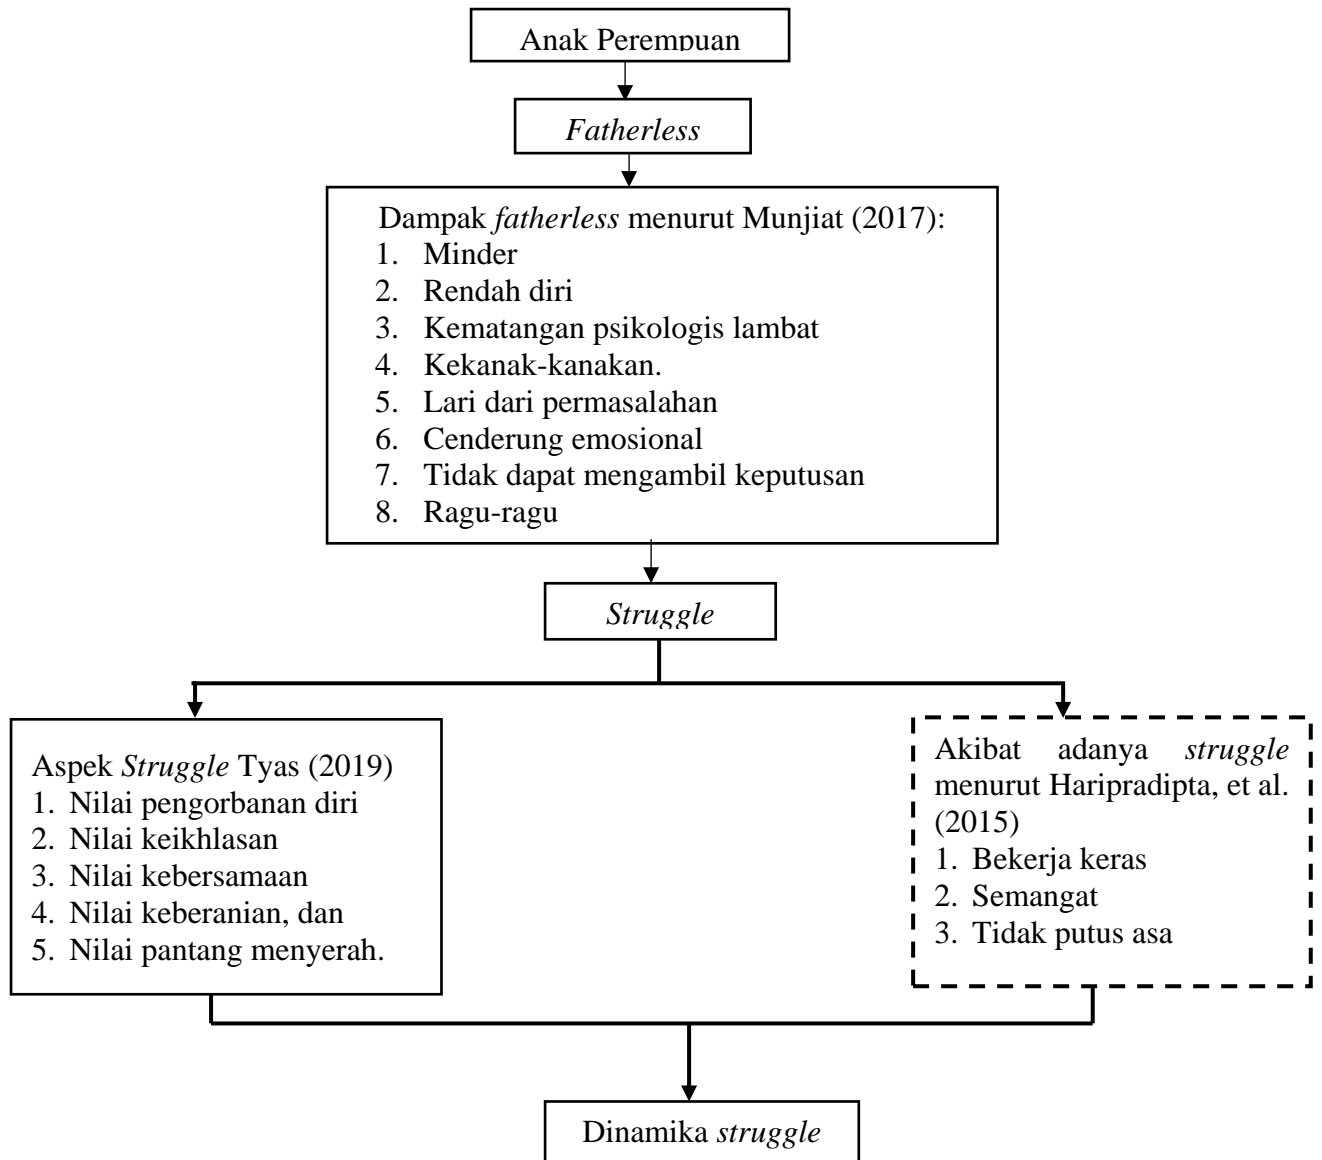 Anak Perempuan
Fatherless
Dampak fatherless menurut Munjiat (2017):
1. Minder
2. Rendah diri
3. Kematangan psikologis lambat
4. Kekanak-kanakan.
5. Lari dari permasalahan
6. Cenderung emosional
7. Tidak dapat mengambil keputusan
8. Ragu-ragu
Struggle
Aspek Struggle Tyas (2019)
1. Nilai pengorbanan diri
2. Nilai keikhlasan
3. Nilai kebersamaan
4. Nilai keberanian, dan
5. Nilai pantang menyerah.
Akibat adanya struggle
menurut Haripradipta, et al.
(2015)
1. Bekerja keras
2. Semangat
3. Tidak putus asa
Dinamika struggle